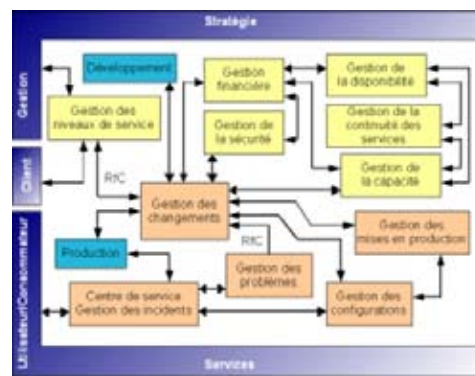 Stratégie
Gestion
Client
Utilisateur/Consommateur
Développement
Gestion
financière
Gestion de
la disponibilité
Gestion des
niveaux de service
Gestion de
la sécurité
Gestion de la
continuité des
services
Gestion de
la capacité
RfC
Gestion des
changements
Gestion des
mises en production
RfC
Production
Gestion des
problèmes
Centre de service
Gestion des incidents
Gestion des
configurations
Services